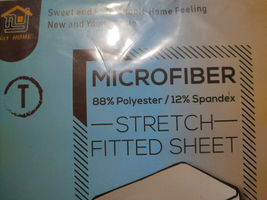 Sweet and
Home Feeling
New and
T
MICROFIBER
88% Polyester / 12% Spandex
STRETCH
FITTED SHEET